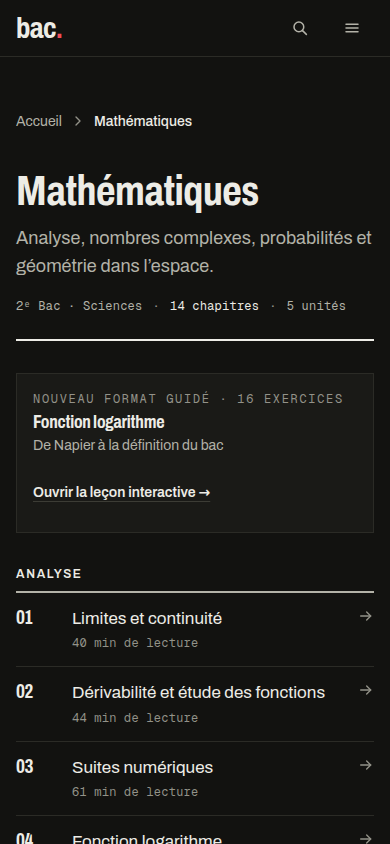 bac.
Accueil > Mathématiques
Mathématiques
Analyse, nombres complexes, probabilités et
géométrie dans l'espace.
2ᵉ Bac · Sciences · 14 chapitres · 5 unités
NOUVEAU FORMAT GUIDÉ · 16 EXERCICES
Fonction logarithme
De Napier à la définition du bac
Ouvrir la leçon interactive →
ANALYSE
01 Limites et continuité →
40 min de lecture
02 Dérivabilité et étude des fonctions →
44 min de lecture
03 Suites numériques →
61 min de lecture
04 Fonction logarithme →